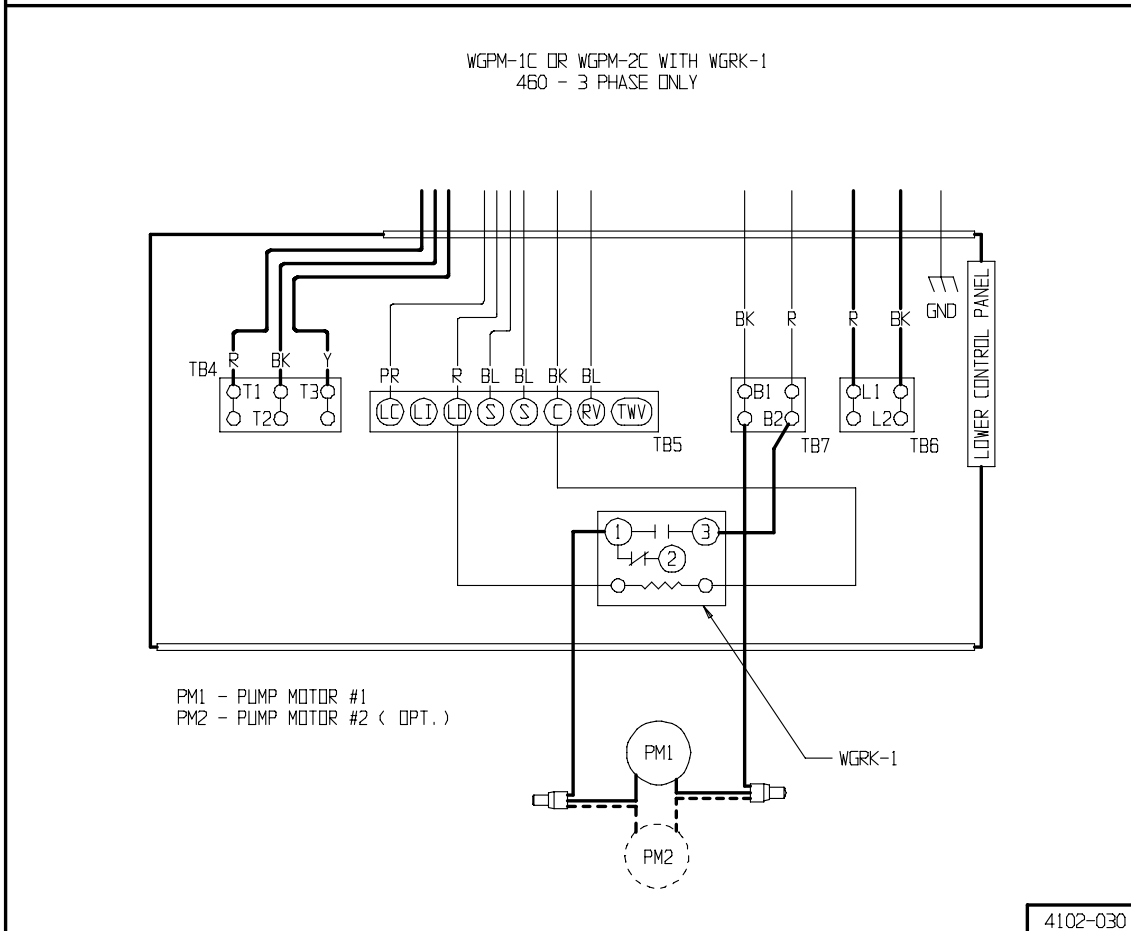 WGPM-1C OR WGPM-2C WITH WGRK-1
460 - 3 PHASE ONLY
BK R R BK GND
LOWER CONTROL PANEL
TB4 R BK Y
PR R BL BL BK BL
T1 T3
T2
LC LI LO S S C RV TWV
TB5
B1
B2
TB7
L1
L2
TB6
1 3
2
PM1 - PUMP MOTOR #1
PM2 - PUMP MOTOR #2 ( OPT. )
PM1
WGRK-1
PM2
4102-030